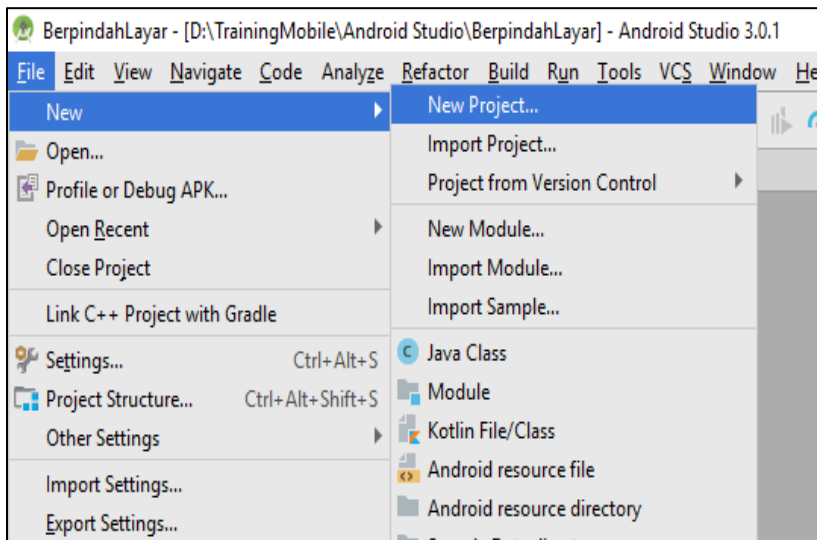 BerpindahLayar - [D:\TrainingMobile\Android Studio\BerpindahLayar] - Android Studio 3.0.1
File Edit View Navigate Code Analyze Refactor Build Run Tools VCS Window He
New
Open...
Profile or Debug APK...
Open Recent
Close Project
Link C++ Project with Gradle
Settings... Ctrl+Alt+S
Project Structure... Ctrl+Alt+Shift+S
Other Settings
Import Settings...
Export Settings...
New Project...
Import Project...
Project from Version Control
New Module...
Import Module...
Import Sample...
C Java Class
Module
Kotlin File/Class
Android resource file
Android resource directory